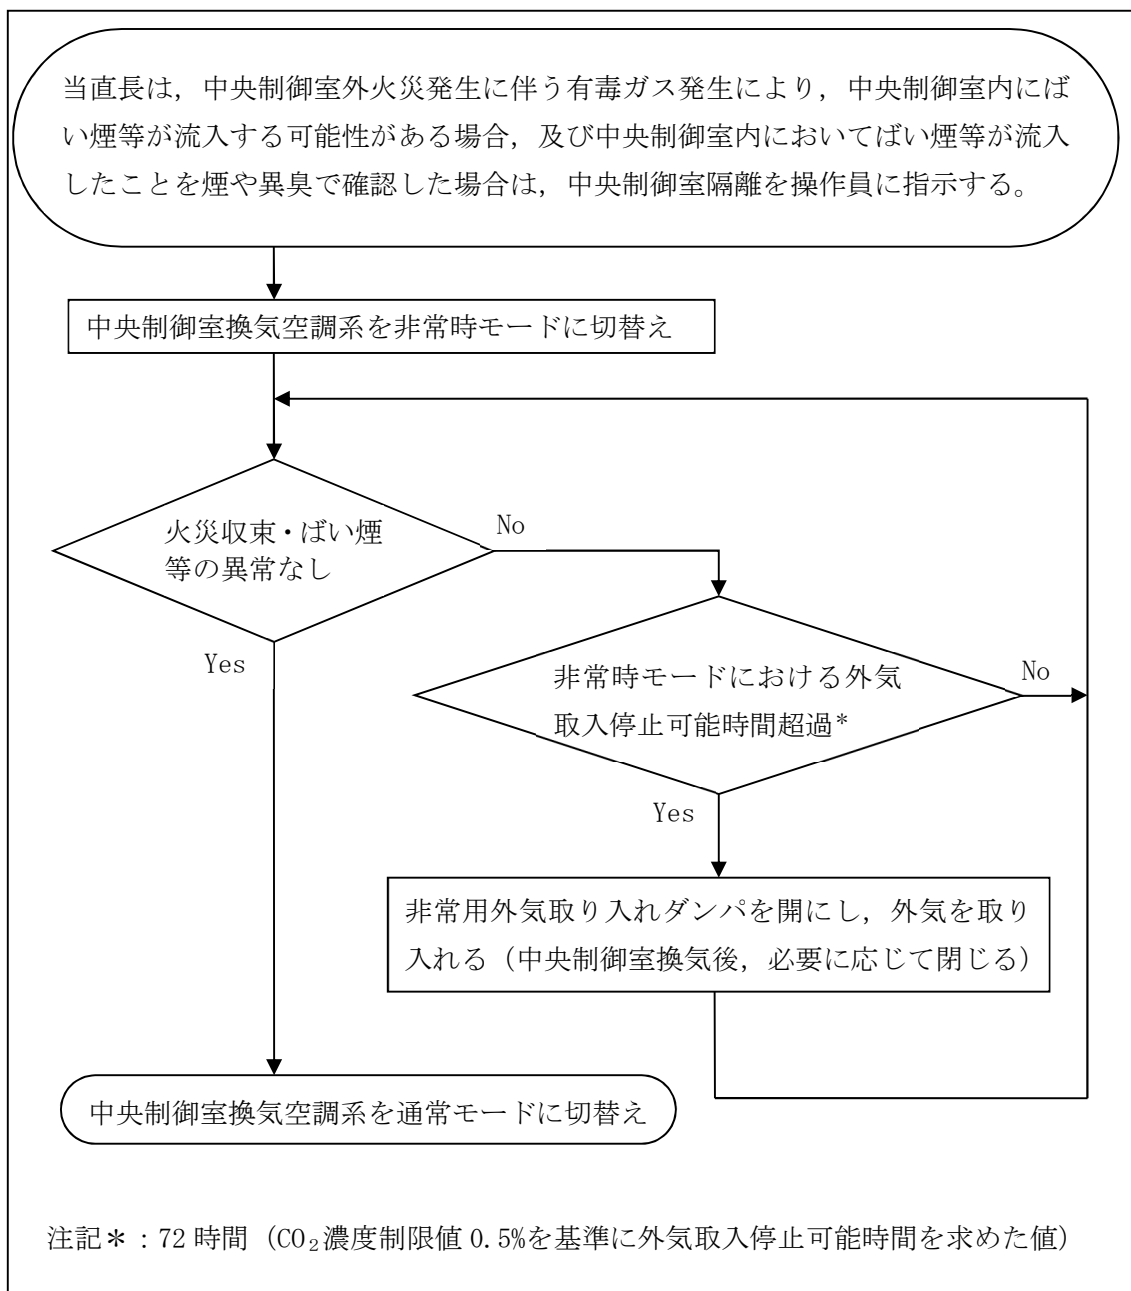 当直長は，中央制御室外火災発生に伴う有毒ガス発生により，中央制御室内にば
い煙等が流入する可能性がある場合，及び中央制御室内においてばい煙等が流入
したことを煙や異臭で確認した場合は，中央制御室隔離を操作員に指示する。
中央制御室換気空調系を非常時モードに切替え
火災収束・ばい煙
等の異常なし
No
Yes
非常時モードにおける外気
取入停止可能時間超過*
No
Yes
非常用外気取り入れダンパを開にし，外気を取り
入れる（中央制御室換気後，必要に応じて閉じる）
中央制御室換気空調系を通常モードに切替え
注記＊：72 時間（CO₂濃度制限値 0.5%を基準に外気取入停止可能時間を求めた値）